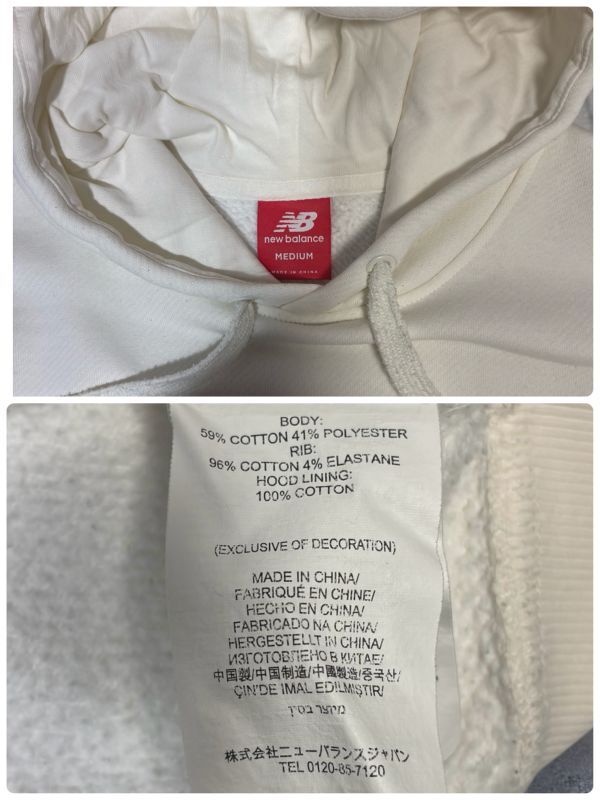 NB
new balance
MEDIUM
MADE IN CHINA
BODY:
59% COTTON 41% POLYESTER
RIB:
96% COTTON 4% ELASTANE
HOOD LINING:
100% COTTON
(EXCLUSIVE OF DECORATION)
MADE IN CHINA/
FABRIQUÉ EN CHINE/
HECHO EN CHINA/
FABRICADO NA CHINA/
HERGESTELLT IN CHINA/
ИЗГОТОВЛЕНО В КИТАЕ/
中国製/中国制造/中國製造/중국산/
ÇIN'DE IMAL EDILMIŞTIR/
מיוצר בסין
株式会社ニューバランスジャパン
TEL 0120-85-7120